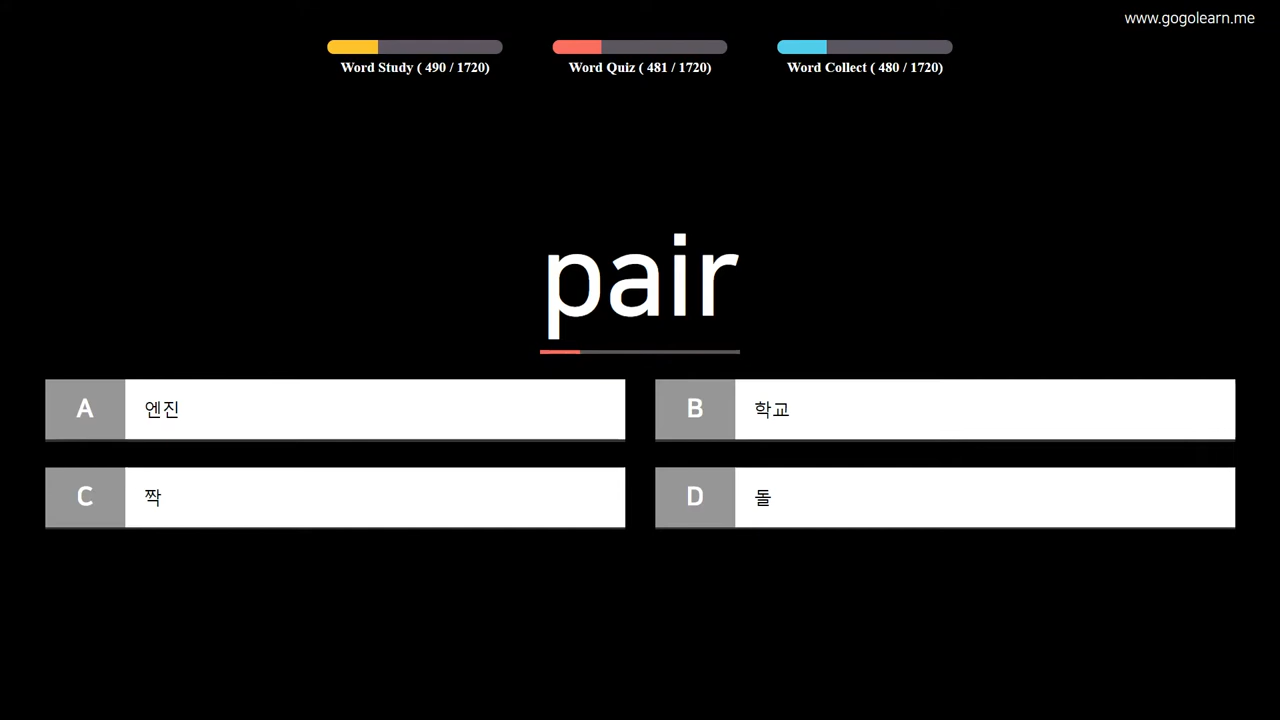 www.gogolearn.me
Word Study ( 490 / 1720)
Word Quiz ( 481 / 1720)
Word Collect ( 480 / 1720)
pair
A 엔진
B 학교
C 짝
D 돌